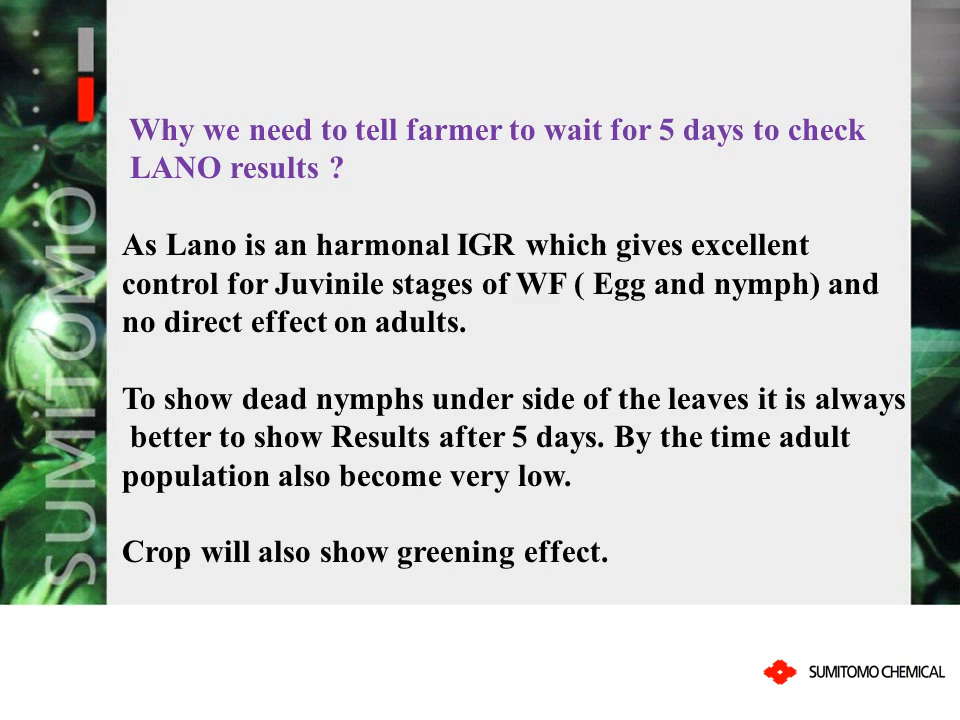 SUMITOMO
Why we need to tell farmer to wait for 5 days to check
LANO results ?
As Lano is an harmonal IGR which gives excellent
control for Juvinile stages of WF ( Egg and nymph) and
no direct effect on adults.
To show dead nymphs under side of the leaves it is always
better to show Results after 5 days. By the time adult
population also become very low.
Crop will also show greening effect.
SUMITOMO CHEMICAL